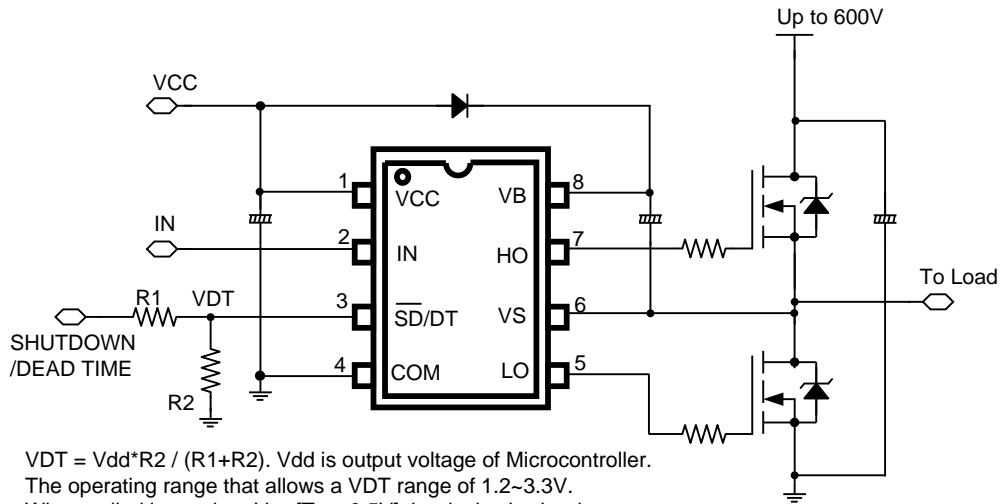 Up to 600V
VCC
1
VCC
VB
8
IN
2
IN
HO
7
To Load
R1
VDT
3
SD/DT
VS
6
SHUTDOWN
/DEAD TIME
4
COM
LO
5
R2
VDT = Vdd*R2 / (R1+R2). Vdd is output voltage of Microcontroller.
The operating range that allows a VDT range of 1.2~3.3V.